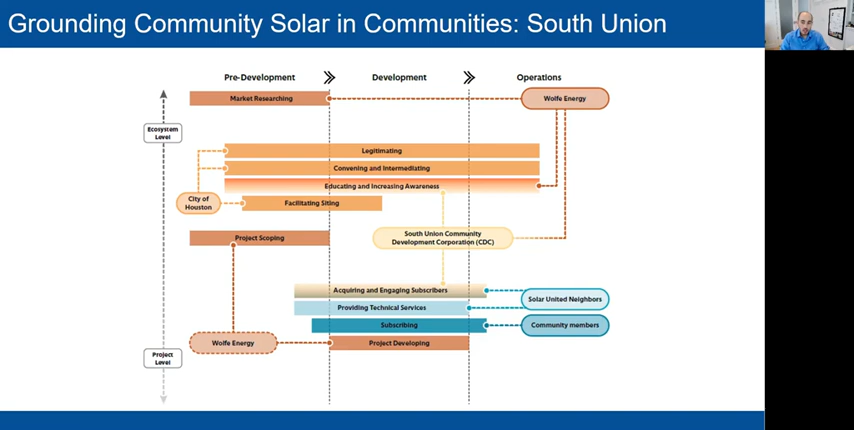 Grounding Community Solar in Communities: South Union
Pre-Development
Development
Operations
Market Researching
Wolfe Energy
Ecosystem
Level
Legitimating
Convening and Intermediating
Educating and Increasing Awareness
City of
Houston
Facilitating Siting
Project Scoping
South Union Community
Development Corporation (CDC)
Acquiring and Engaging Subscribers
Solar United Neighbors
Providing Technical Services
Subscribing
Community members
Wolfe Energy
Project Developing
Project
Level